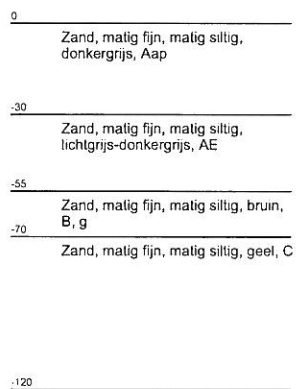 0
Zand, matig fijn, matig siltig,
donkergrijs, Aap
-30
Zand, matig fijn, matig siltig,
lichtgrijs-donkergrijs, AE
-55
Zand, matig fijn, matig siltig, bruin,
B, g
-70
Zand, matig fijn, matig siltig, geel, C
-120